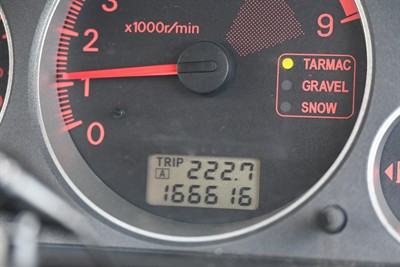 3
2
x1000r/min
9
TARMAC
1
GRAVEL
SNOW
0
TRIP A 222.7
166616